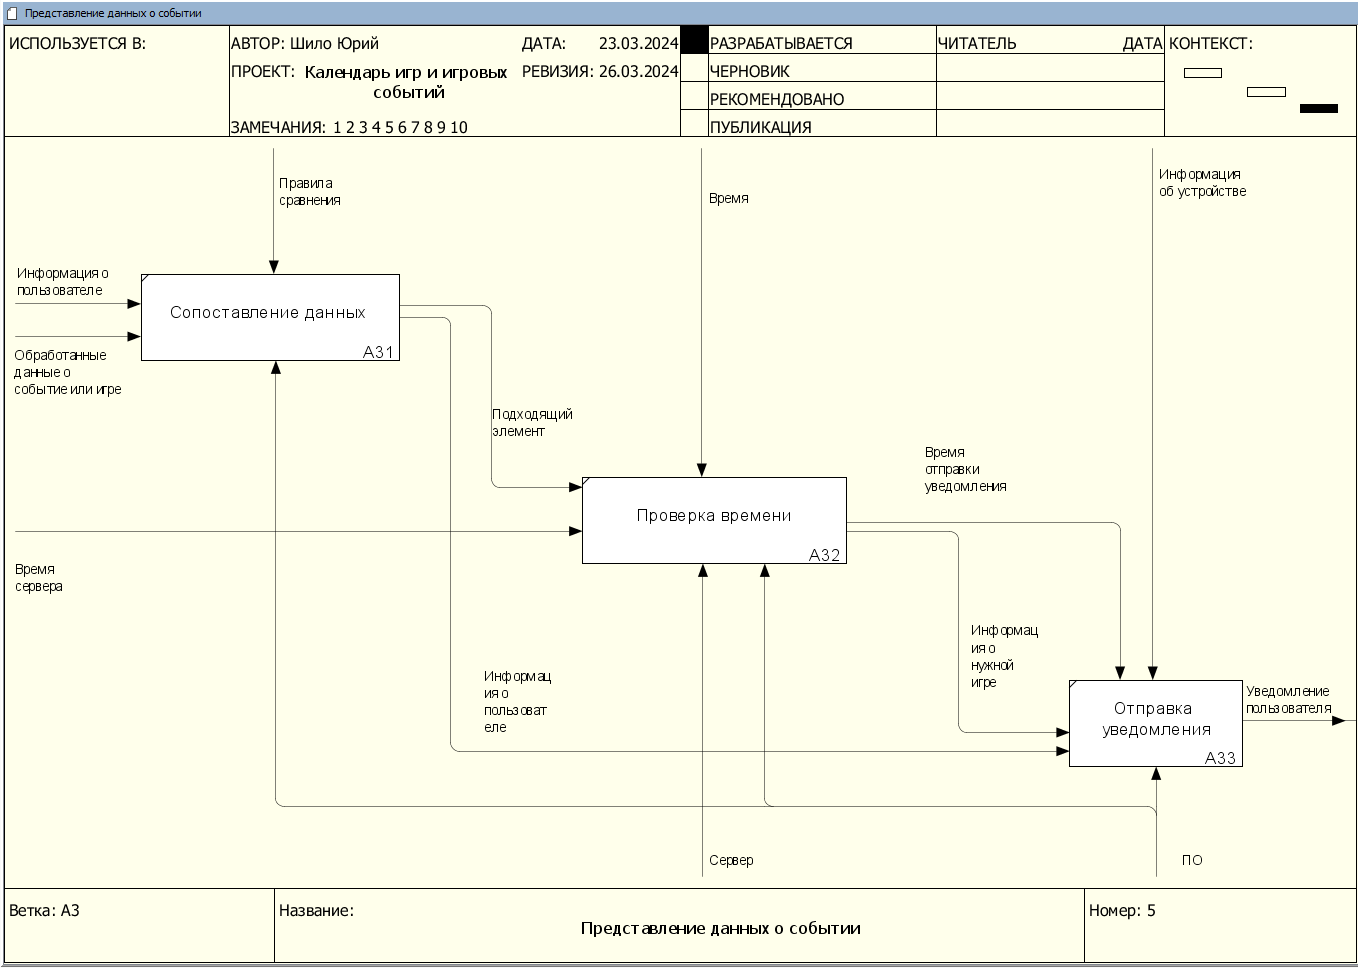 Представление данных о событии
ИСПОЛЬЗУЕТСЯ В:
АВТОР: Шило Юрий
ДАТА: 23.03.2024
ПРОЕКТ: Календарь игр и игровых
событий
РЕВИЗИЯ: 26.03.2024
ЗАМЕЧАНИЯ: 1 2 3 4 5 6 7 8 9 10
РАЗРАБАТЫВАЕТСЯ
ЧЕРНОВИК
РЕКОМЕНДОВАНО
ПУБЛИКАЦИЯ
ЧИТАТЕЛЬ
ДАТА
КОНТЕКСТ:
Правила
сравнения
Время
Информация
об устройстве
Информация о
пользователе
Сопоставление данных
A31
Обработанные
данные о
событие или игре
Подходящий
элемент
Время
отправки
уведомления
Проверка времени
A32
Время
сервера
Информац
ия о
нужной
игре
Информац
ия о
пользоват
еле
Отправка
уведомления
A33
Уведомление
пользователя
Сервер
ПО
Ветка: A3
Название:
Представление данных о событии
Номер: 5